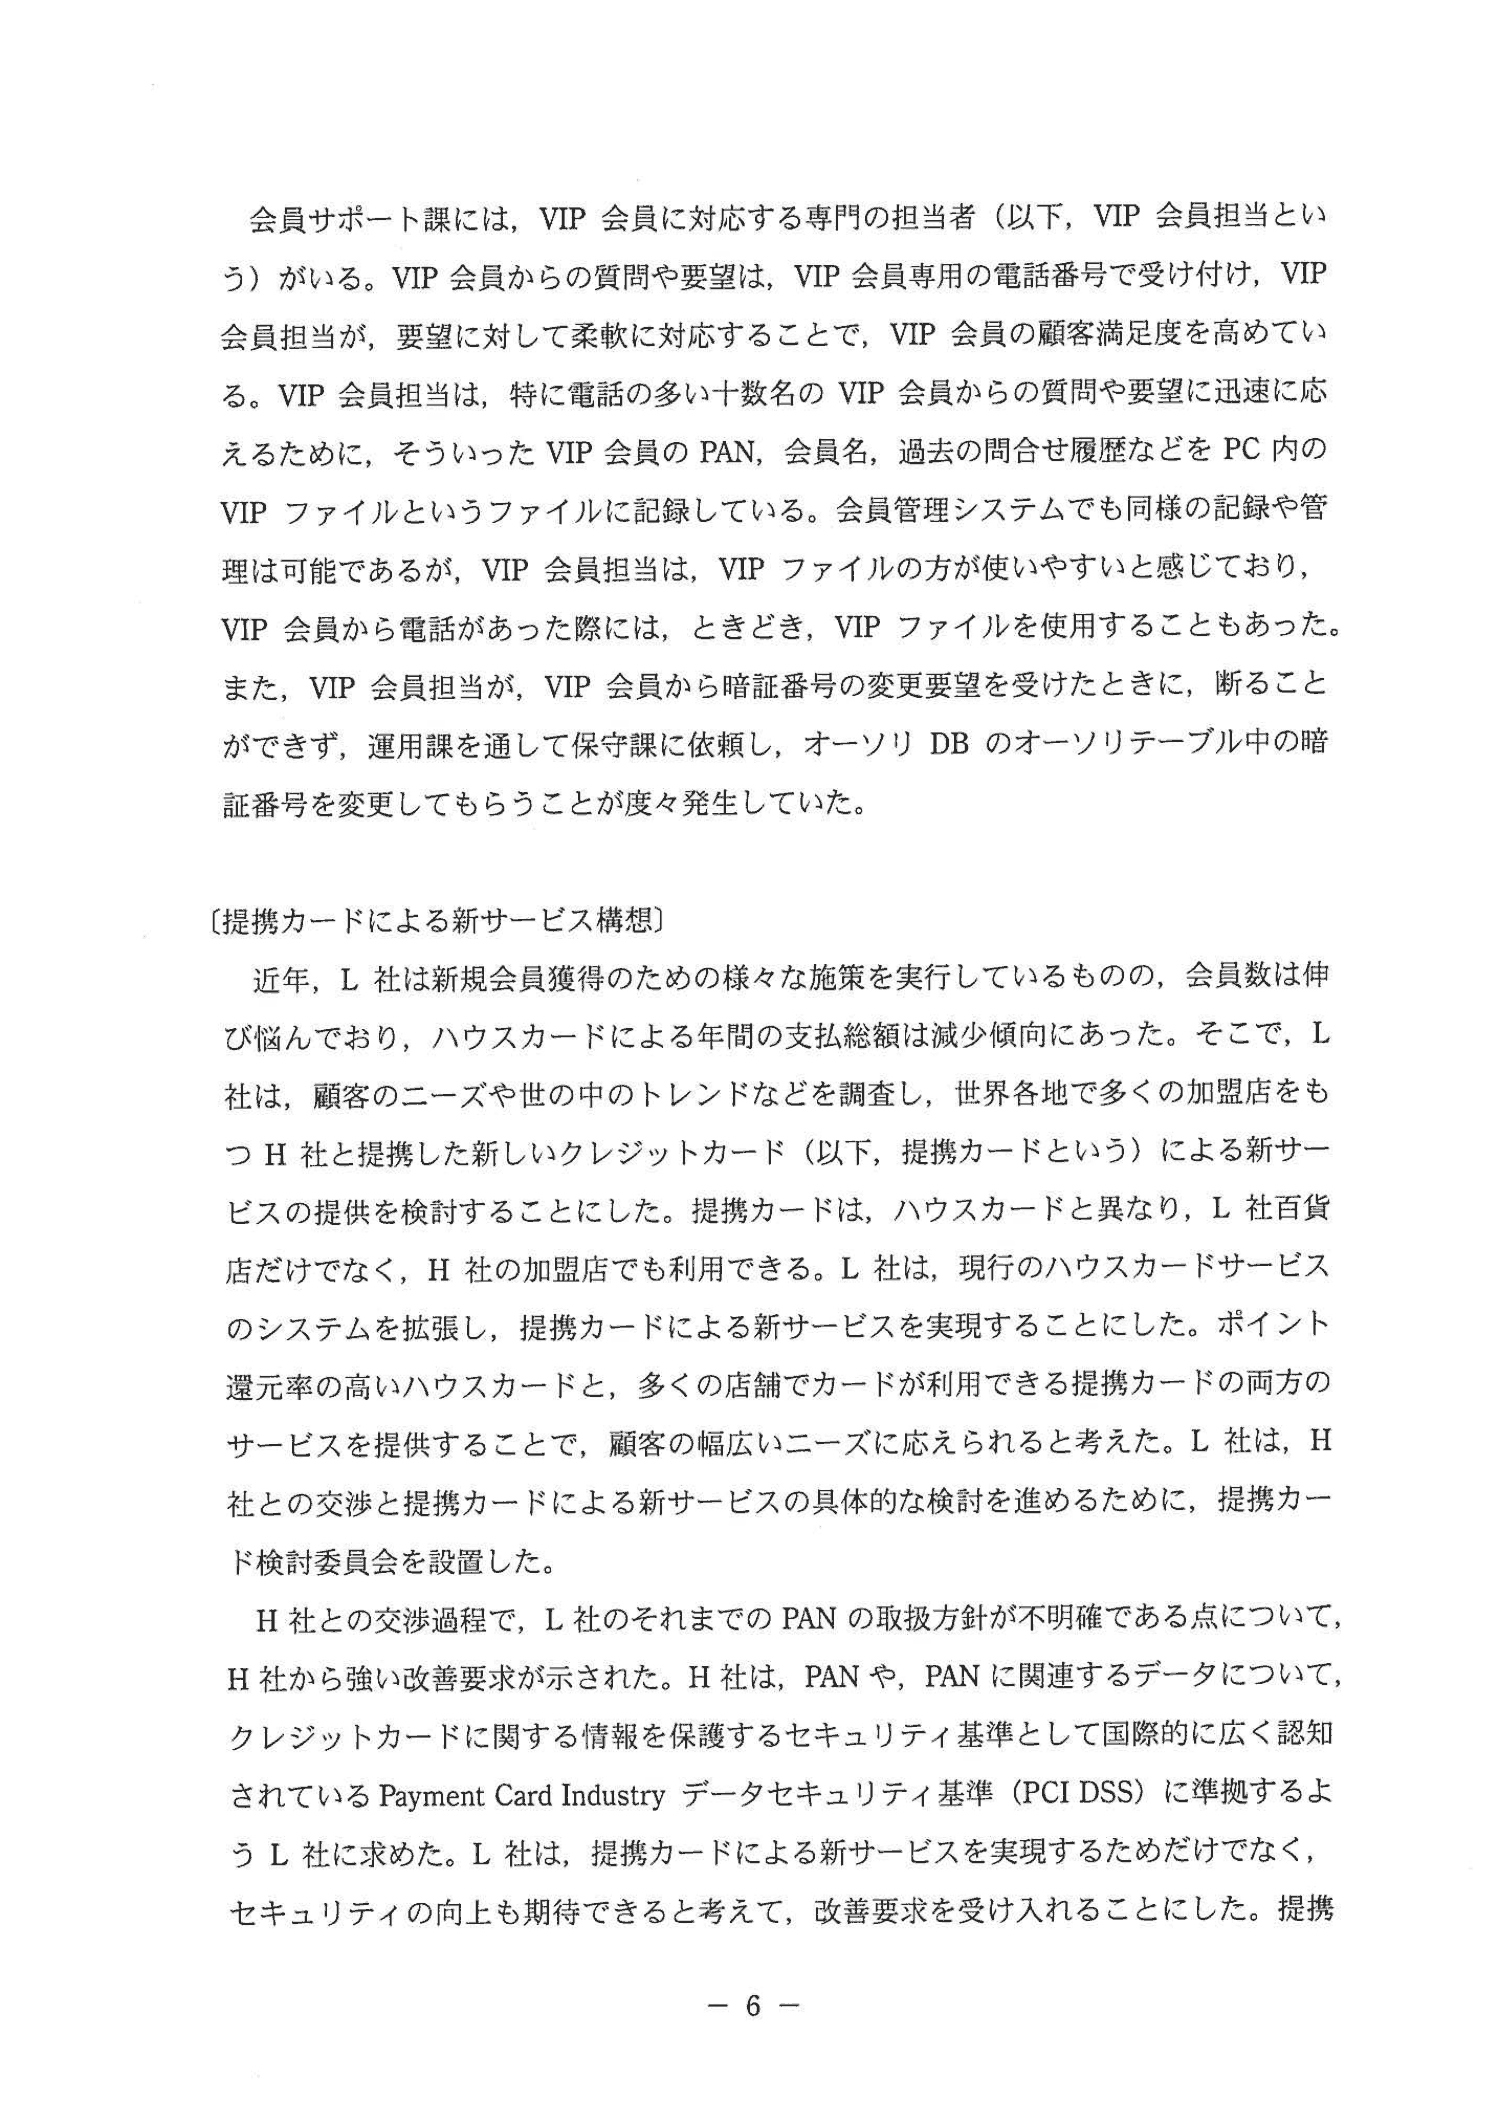 会員サポート課には，VIP 会員に対応する専門の担当者（以下，VIP 会員担当とい
う）がいる。VIP 会員からの質問や要望は，VIP 会員専用の電話番号で受け付け，VIP
会員担当が，要望に対して柔軟に対応することで，VIP 会員の顧客満足度を高めてい
る。VIP 会員担当は，特に電話の多い十数名の VIP 会員からの質問や要望に迅速に応
えるために，そういった VIP 会員の PAN，会員名，過去の問合せ履歴などを PC 内の
VIP ファイルというファイルに記録している。会員管理システムでも同様の記録や管
理は可能であるが，VIP 会員担当は，VIP ファイルの方が使いやすいと感じており，
VIP 会員から電話があった際には，ときどき，VIP ファイルを使用することもあった。
また，VIP 会員担当が，VIP 会員から暗証番号の変更要望を受けたときに，断ること
ができず，運用課を通して保守課に依頼し，オーソリ DB のオーソリテーブル中の暗
証番号を変更してもらうことが度々発生していた。
〔提携カードによる新サービス構想〕
近年，L 社は新規会員獲得のための様々な施策を実行しているものの，会員数は伸
び悩んでおり，ハウスカードによる年間の支払総額は減少傾向にあった。そこで，L
社は，顧客のニーズや世の中のトレンドなどを調査し，世界各地で多くの加盟店をも
つ H 社と提携した新しいクレジットカード（以下，提携カードという）による新サー
ビスの提供を検討することにした。提携カードは，ハウスカードと異なり，L 社百貨
店だけでなく，H 社の加盟店でも利用できる。L 社は，現行のハウスカードサービス
のシステムを拡張し，提携カードによる新サービスを実現することにした。ポイント
還元率の高いハウスカードと，多くの店舗でカードが利用できる提携カードの両方の
サービスを提供することで，顧客の幅広いニーズに応えられると考えた。L 社は，H
社との交渉と提携カードによる新サービスの具体的な検討を進めるために，提携カー
ド検討委員会を設置した。
H 社との交渉過程で，L 社のそれまでの PAN の取扱方針が不明確である点について，
H 社から強い改善要求が示された。H 社は，PAN や，PAN に関連するデータについて，
クレジットカードに関する情報を保護するセキュリティ基準として国際的に広く認知
されている Payment Card Industry データセキュリティ基準（PCI DSS）に準拠するよ
う L 社に求めた。L 社は，提携カードによる新サービスを実現するためだけでなく，
セキュリティの向上も期待できると考えて，改善要求を受け入れることにした。提携
－ 6 －